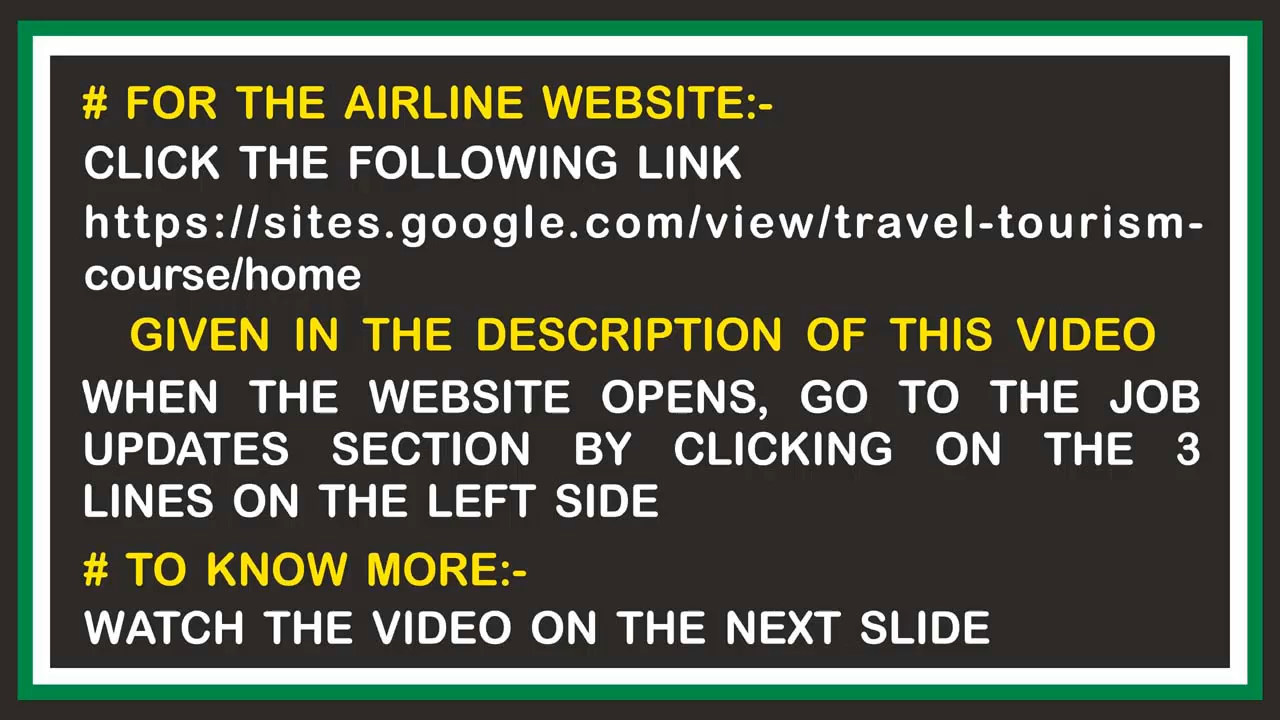 # FOR THE AIRLINE WEBSITE:-
CLICK THE FOLLOWING LINK
https://sites.google.com/view/travel-tourism-
course/home
GIVEN IN THE DESCRIPTION OF THIS VIDEO
WHEN THE WEBSITE OPENS, GO TO THE JOB
UPDATES SECTION BY CLICKING ON THE 3
LINES ON THE LEFT SIDE
# TO KNOW MORE:-
WATCH THE VIDEO ON THE NEXT SLIDE